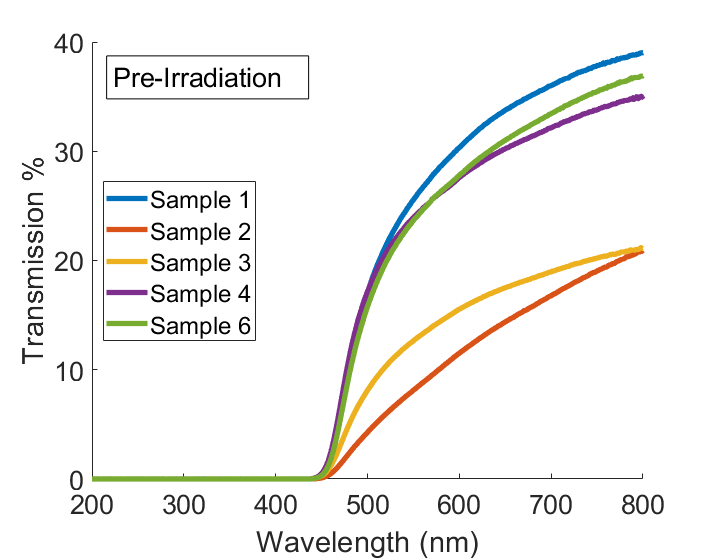 40
Pre-Irradiation
30
Transmission %
Sample 1
Sample 2
Sample 3
Sample 4
Sample 6
20
10
0
200 300 400 500 600 700 800
Wavelength (nm)